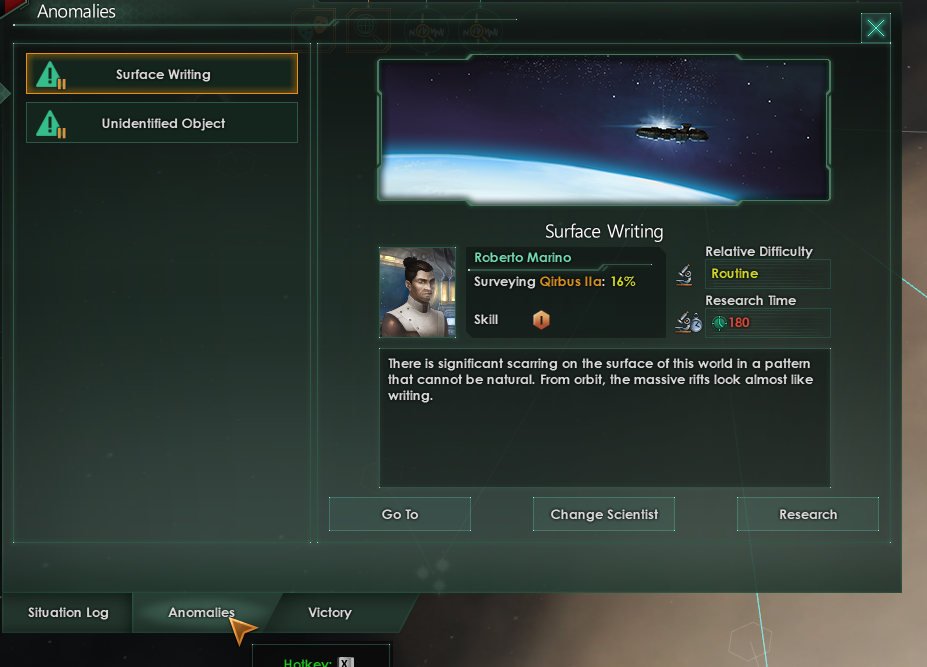 Anomalies
Surface Writing
Unidentified Object
Surface Writing
Roberto Marino
Surveying Qirbus IIa: 16%
Skill
I
Relative Difficulty
Routine
Research Time
180
There is significant scarring on the surface of this world in a pattern
that cannot be natural. From orbit, the massive rifts look almost like
writing.
Go To
Change Scientist
Research
Situation Log
Anomalies
Victory
Hotkey: X